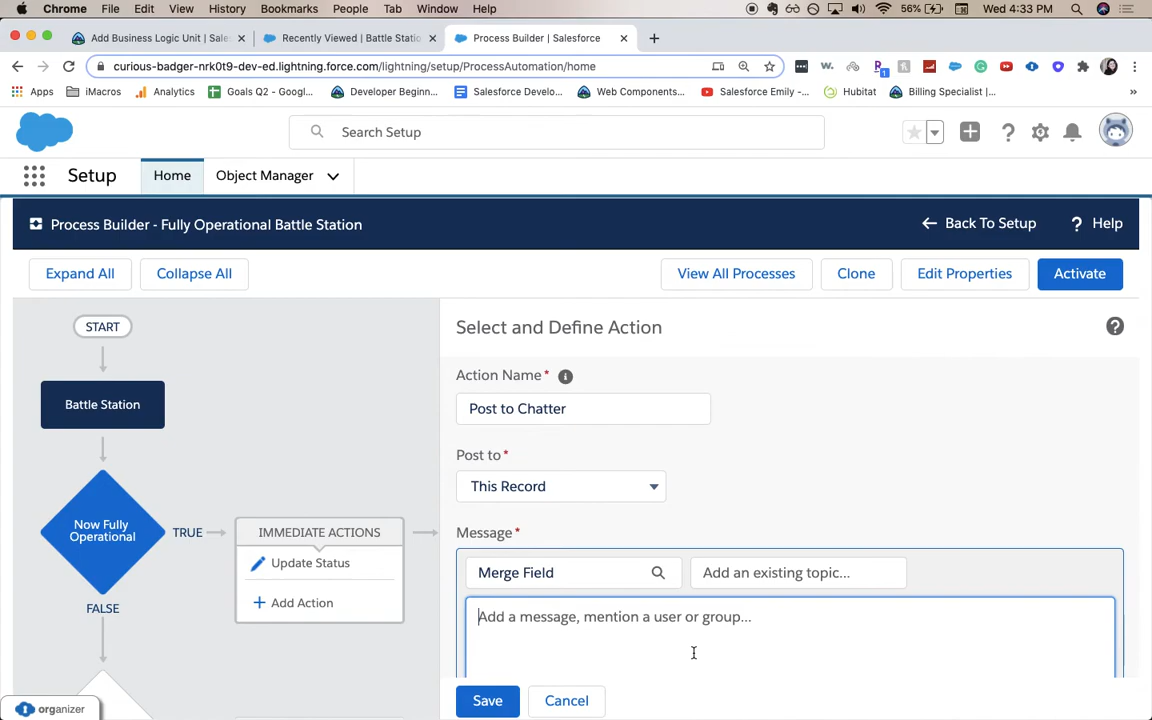 Chrome File Edit View History Bookmarks People Tab Window Help 56% Wed 4:33 PM
Add Business Logic Unit | Sale Recently Viewed | Battle Statio Process Builder | Salesforce
curious-badger-nrk0t9-dev-ed.lightning.force.com/lightning/setup/ProcessAutomation/home
Apps iMacros Analytics Goals Q2 - Googl... Developer Beginn... Salesforce Develo... Web Components... Salesforce Emily -... Hubitat Billing Specialist |... »
Search Setup
Setup Home Object Manager
Process Builder - Fully Operational Battle Station Back To Setup ? Help
Expand All Collapse All View All Processes Clone Edit Properties Activate
START
Select and Define Action
Action Name*
Battle Station
Post to Chatter
Post to*
This Record
Now Fully
Operational
TRUE
IMMEDIATE ACTIONS
Message*
Update Status
Merge Field Add an existing topic...
+ Add Action
FALSE
Add a message, mention a user or group...
Save Cancel
organizer